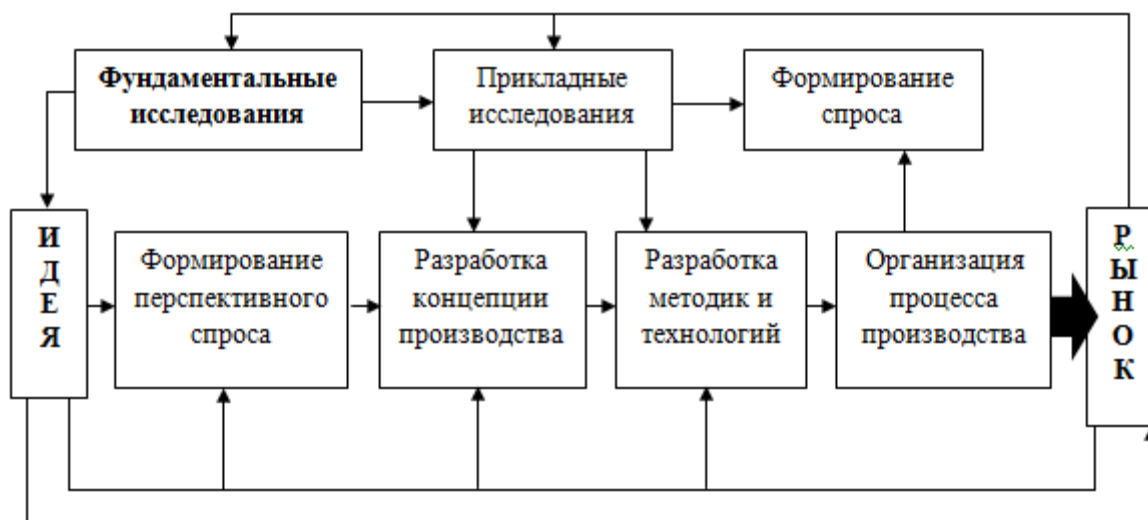 Фундаментальные
исследования
Прикладные
исследования
Формирование
спроса
И
Д
Е
Я
Формирование
перспективного
спроса
Разработка
концепции
производства
Разработка
методик и
технологий
Организация
процесса
производства
Р
Ы
Н
О
К